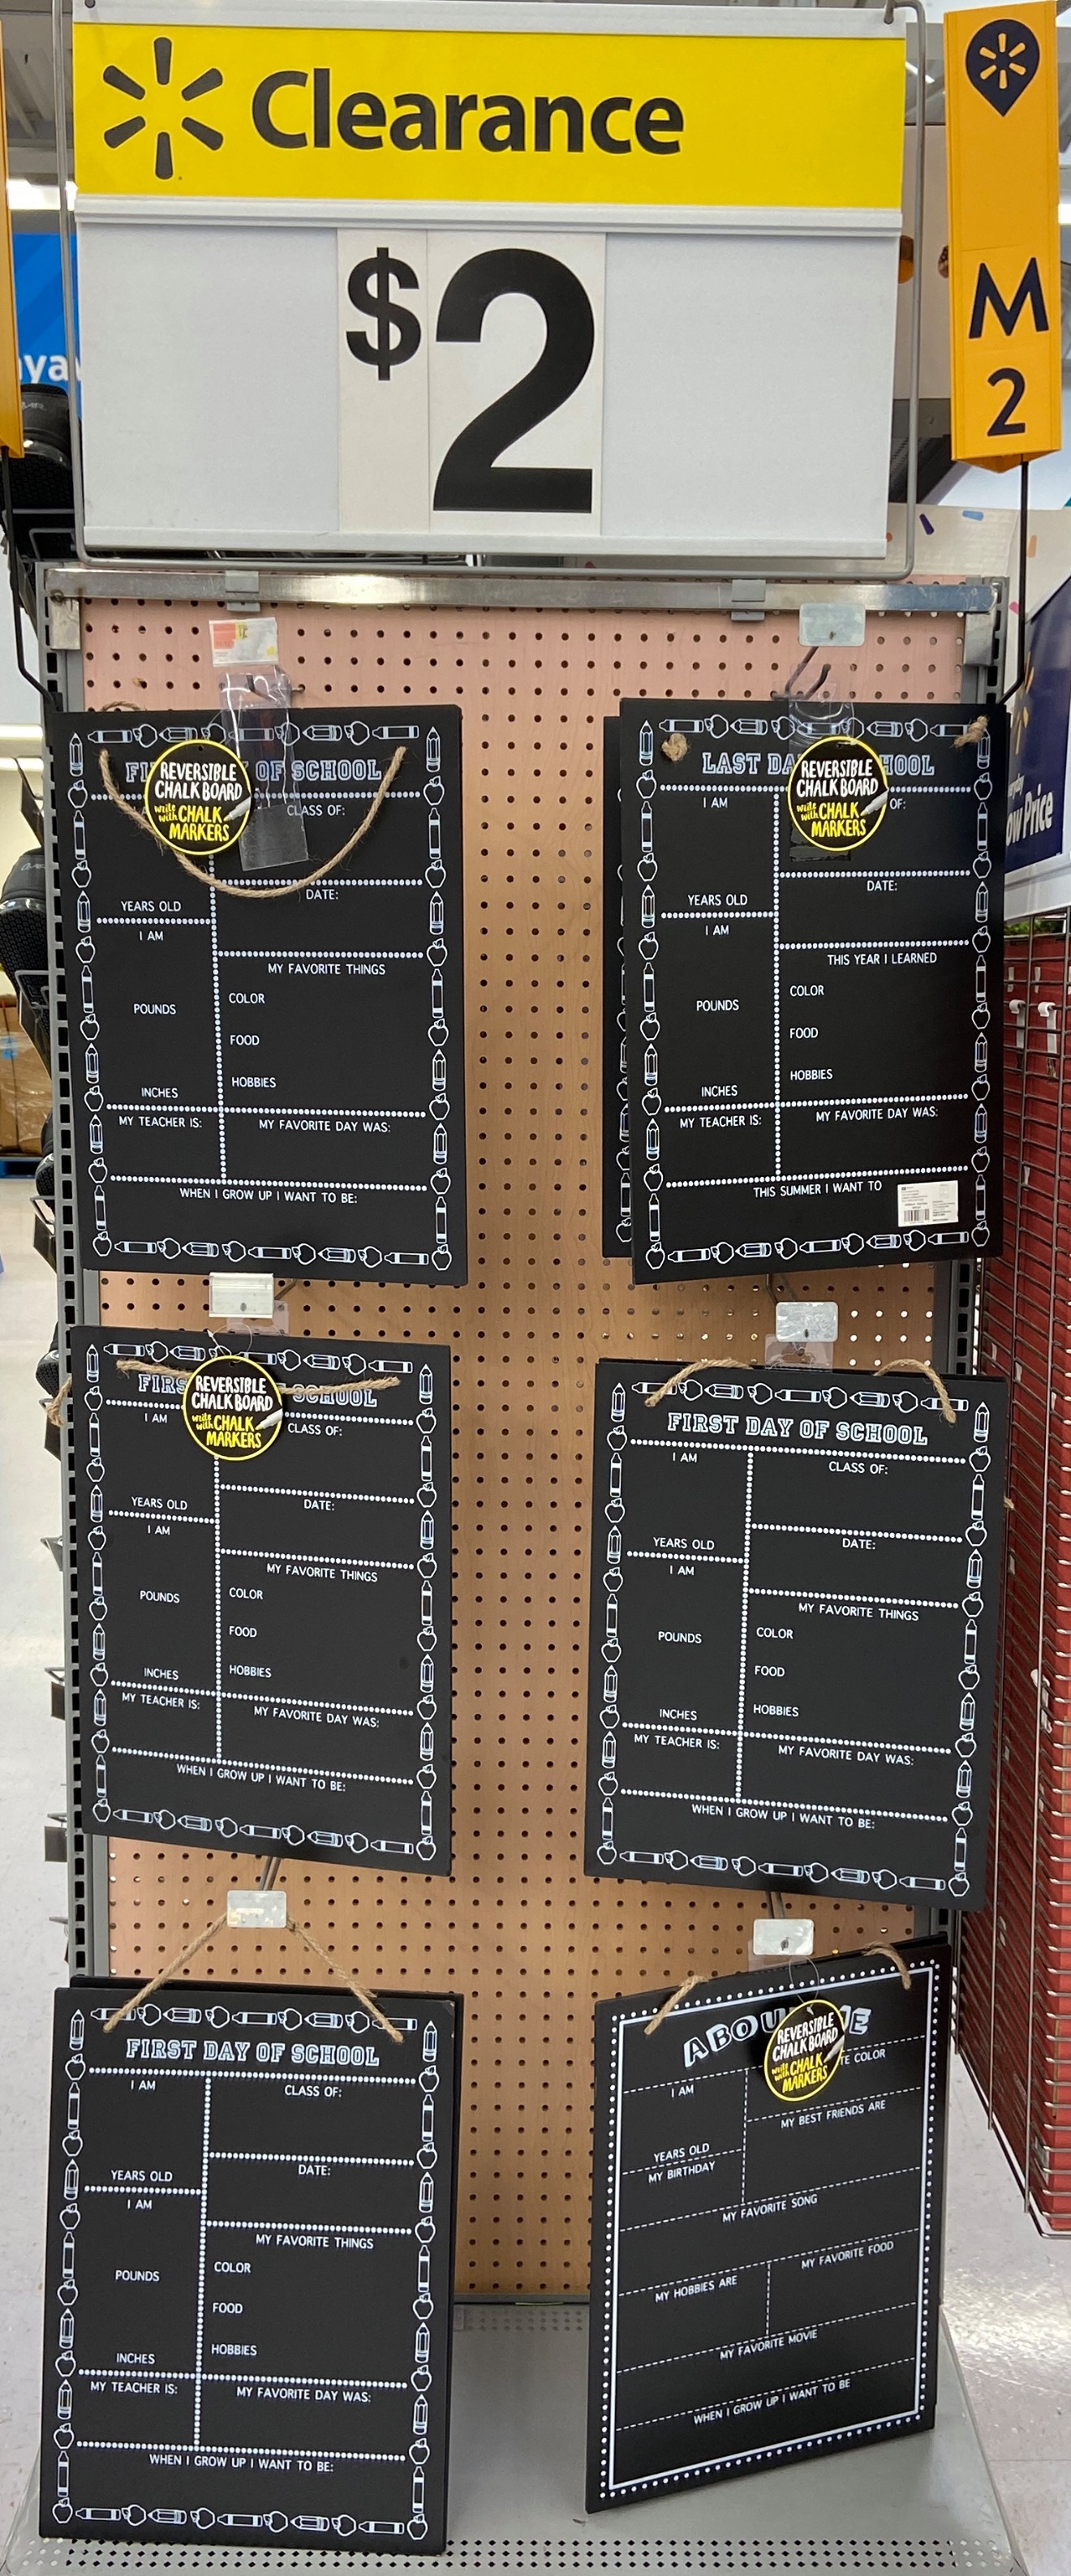 Clearance
$2
M
2
ow Price
REVERSIBLE
CHALK BOARD
write with CHALK
MARKERS
OF SCHOOL
CLASS OF:
YEARS OLD
DATE:
I AM
MY FAVORITE THINGS
COLOR
POUNDS
FOOD
HOBBIES
INCHES
MY TEACHER IS:
MY FAVORITE DAY WAS:
WHEN I GROW UP I WANT TO BE:
LAST DA
HOOL
REVERSIBLE
CHALK BOARD
write with CHALK
MARKERS
I AM
OF:
YEARS OLD
DATE:
I AM
THIS YEAR I LEARNED
COLOR
POUNDS
FOOD
HOBBIES
INCHES
MY TEACHER IS:
MY FAVORITE DAY WAS:
THIS SUMMER I WANT TO
FIRS
SCHOOL
REVERSIBLE
CHALK BOARD
write with CHALK
MARKERS
I AM
CLASS OF:
YEARS OLD
DATE:
I AM
MY FAVORITE THINGS
COLOR
POUNDS
FOOD
HOBBIES
INCHES
MY TEACHER IS:
MY FAVORITE DAY WAS:
WHEN I GROW UP I WANT TO BE:
FIRST DAY OF SCHOOL
I AM
CLASS OF:
YEARS OLD
DATE:
I AM
MY FAVORITE THINGS
COLOR
POUNDS
FOOD
HOBBIES
INCHES
MY TEACHER IS:
MY FAVORITE DAY WAS:
WHEN I GROW UP I WANT TO BE:
FIRST DAY OF SCHOOL
I AM
CLASS OF:
YEARS OLD
DATE:
I AM
MY FAVORITE THINGS
COLOR
POUNDS
FOOD
HOBBIES
INCHES
MY TEACHER IS:
MY FAVORITE DAY WAS:
WHEN I GROW UP I WANT TO BE:
ABOU ME
REVERSIBLE
CHALK BOARD
write with CHALK
MARKERS
I AM
TE COLOR
YEARS OLD
MY BEST FRIENDS ARE
MY BIRTHDAY
MY FAVORITE SONG
MY HOBBIES ARE
MY FAVORITE FOOD
MY FAVORITE MOVIE
WHEN I GROW UP I WANT TO BE